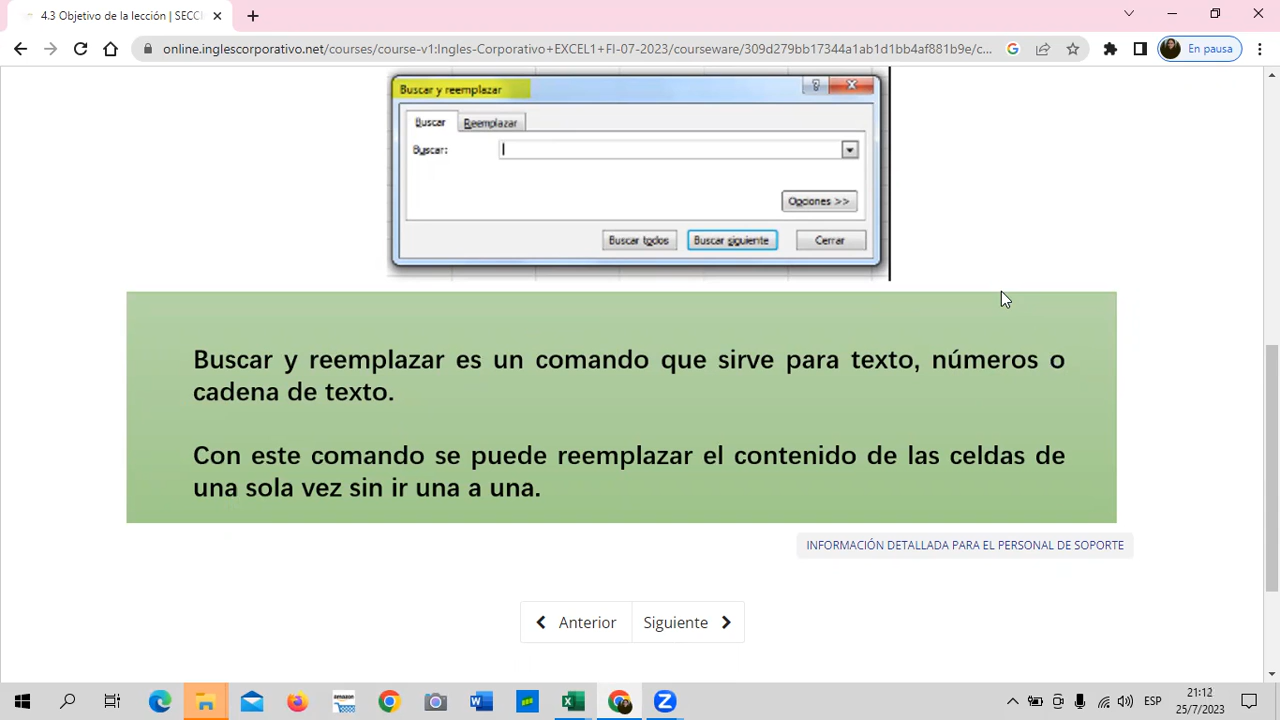 4.3 Objetivo de la lección | SECCI
online.inglescorporativo.net/courses/course-v1:Ingles-Corporativo+EXCEL1+FI-07-2023/courseware/309d279bb17344a1ab1d1bb4af881b9e/c...
En pausa
Buscar y reemplazar
Buscar Reemplazar
Buscar:
Opciones >>
Buscar todos Buscar siguiente Cerrar
Buscar y reemplazar es un comando que sirve para texto, números o
cadena de texto.
Con este comando se puede reemplazar el contenido de las celdas de
una sola vez sin ir una a una.
INFORMACIÓN DETALLADA PARA EL PERSONAL DE SOPORTE
Anterior Siguiente
amazon
ESP
21:12
25/7/2023